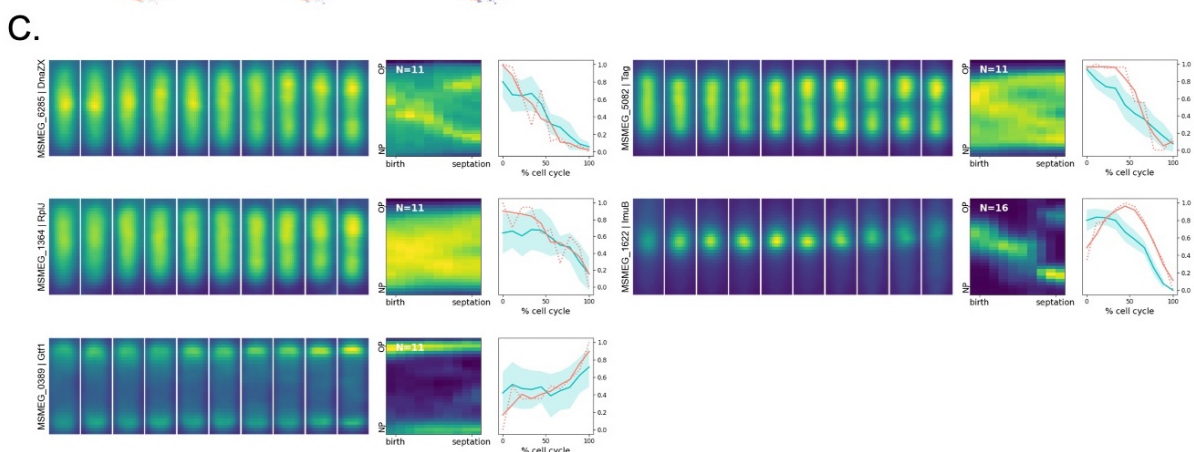 C.
MSMEG_6285 | DnaZX
OP
NP
N=11
birth
septation
1.0
0.8
0.6
0.4
0.2
0.0
0
50
100
% cell cycle
MSMEG_5082 | Tag
OP
NP
N=11
birth
septation
1.0
0.8
0.6
0.4
0.2
0.0
0
50
100
% cell cycle
MSMEG_1364 | RplJ
OP
NP
N=11
birth
septation
1.0
0.8
0.6
0.4
0.2
0.0
0
50
100
% cell cycle
MSMEG_1622 | ImuB
OP
NP
N=16
birth
septation
1.0
0.8
0.6
0.4
0.2
0.0
0
50
100
% cell cycle
MSMEG_0389 | Gtf1
OP
NP
N=11
birth
septation
1.0
0.8
0.6
0.4
0.2
0.0
0
50
100
% cell cycle